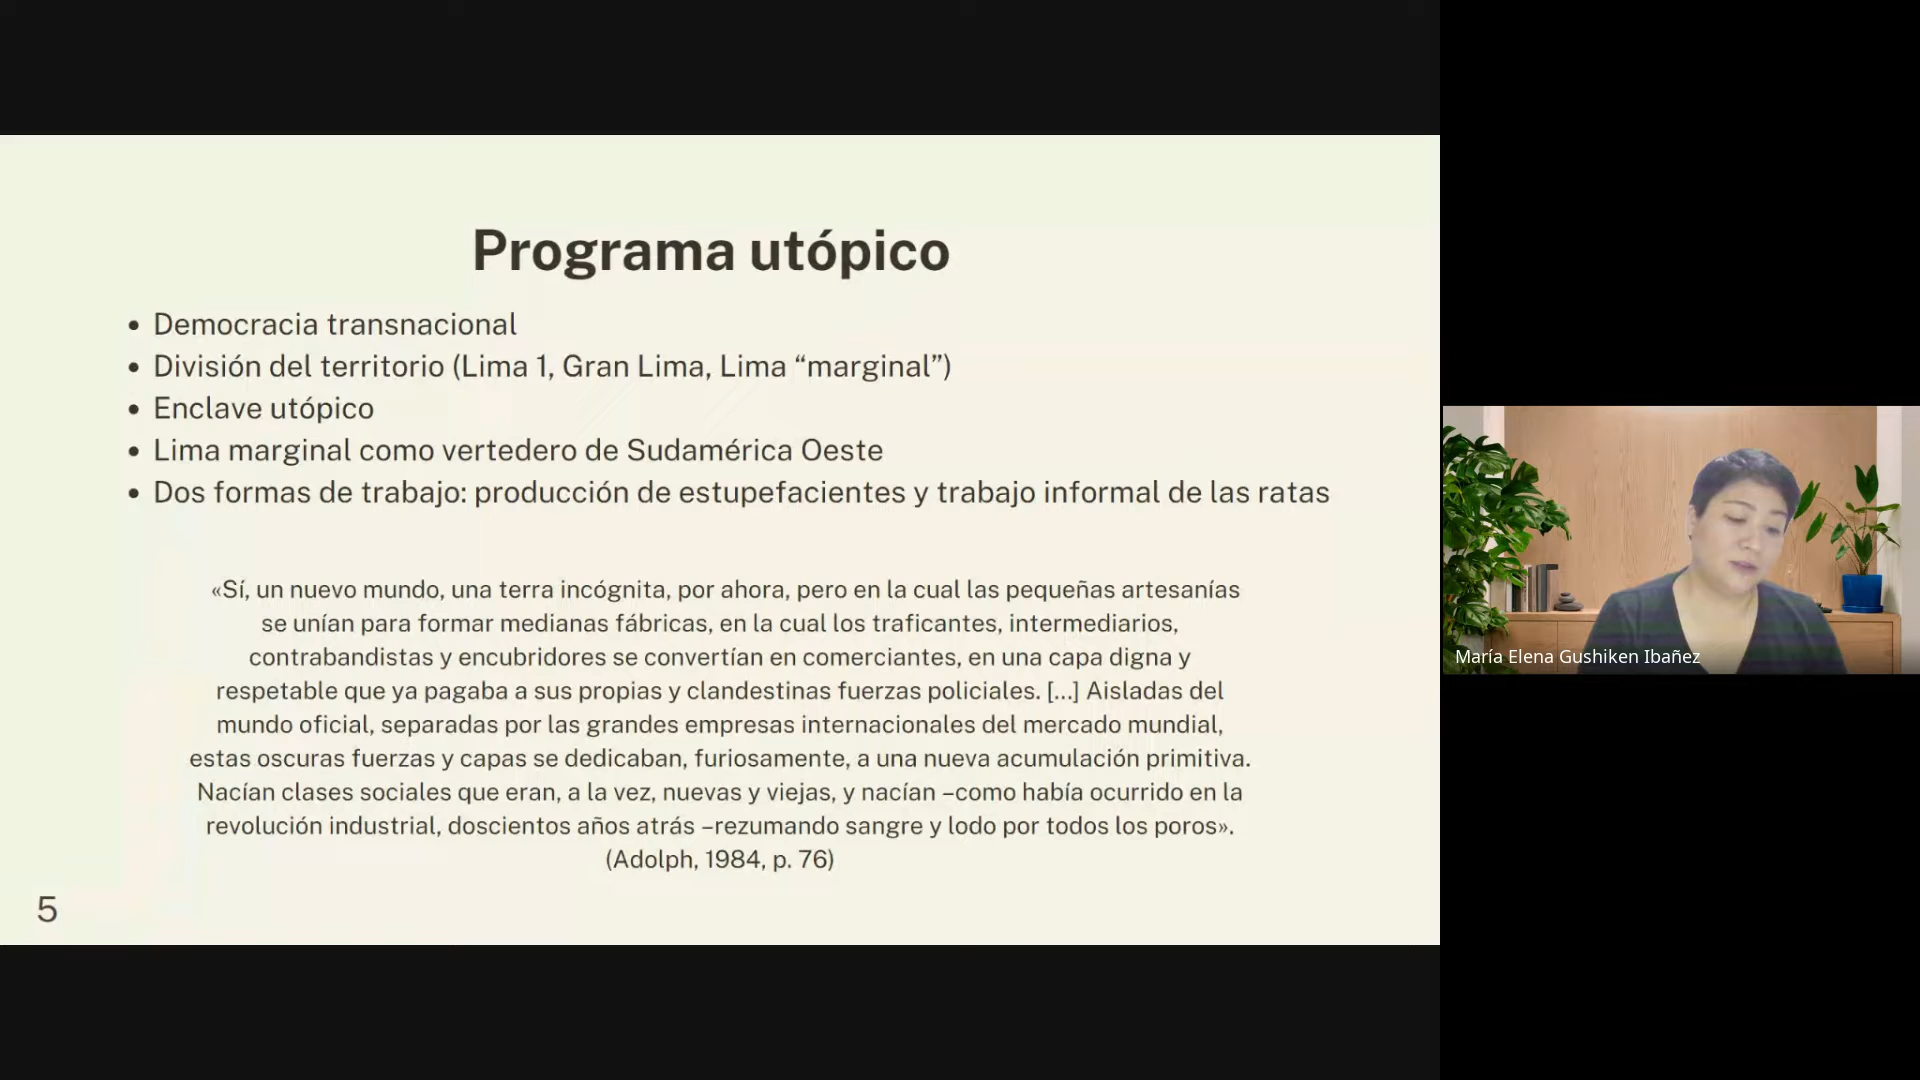 Programa utópico
• Democracia transnacional
• División del territorio (Lima 1, Gran Lima, Lima “marginal”)
• Enclave utópico
• Lima marginal como vertedero de Sudamérica Oeste
• Dos formas de trabajo: producción de estupefacientes y trabajo informal de las ratas
«Sí, un nuevo mundo, una terra incógnita, por ahora, pero en la cual las pequeñas artesanías
se unían para formar medianas fábricas, en la cual los traficantes, intermediarios,
contrabandistas y encubridores se convertían en comerciantes, en una capa digna y
respetable que ya pagaba a sus propias y clandestinas fuerzas policiales. [...] Aisladas del
mundo oficial, separadas por las grandes empresas internacionales del mercado mundial,
estas oscuras fuerzas y capas se dedicaban, furiosamente, a una nueva acumulación primitiva.
Nacían clases sociales que eran, a la vez, nuevas y viejas, y nacían –como había ocurrido en la
revolución industrial, doscientos años atrás –rezumando sangre y lodo por todos los poros».
(Adolph, 1984, p. 76)
5
María Elena Gushiken Ibañez